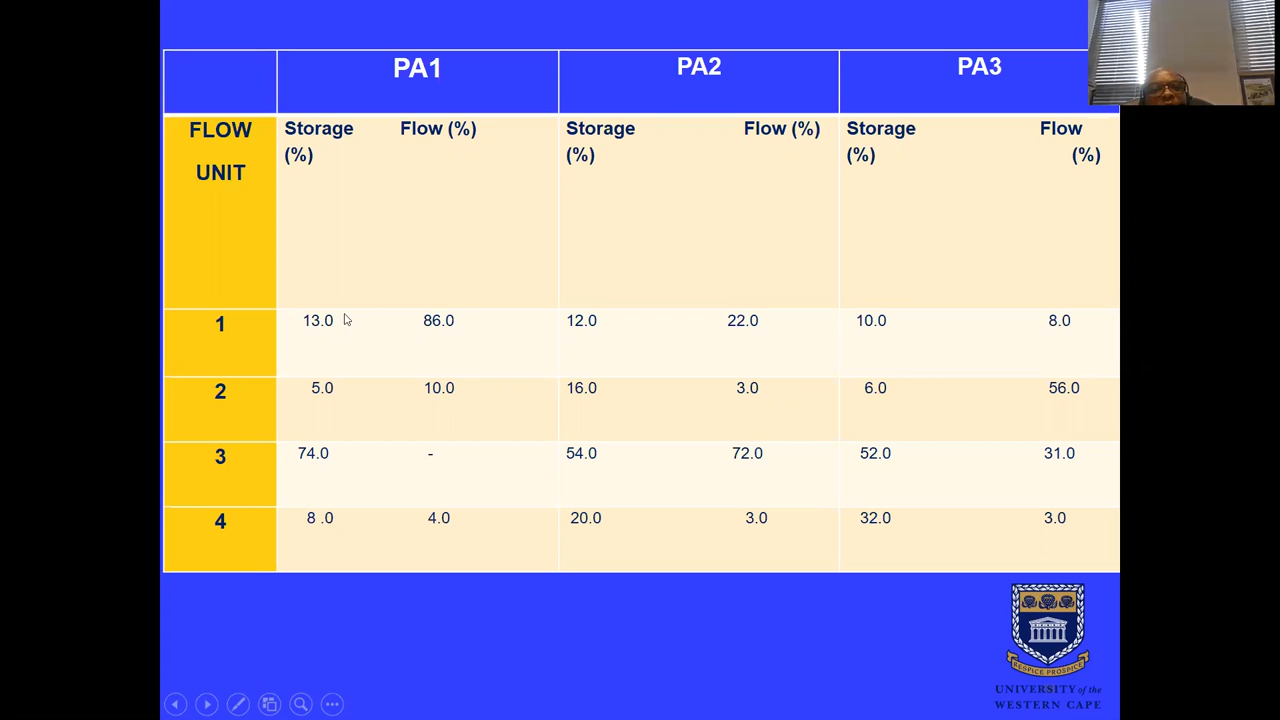 PA1 PA2 PA3
FLOW UNIT Storage (%) Flow (%) Storage (%) Flow (%) Storage (%) Flow (%)
1 13.0 86.0 12.0 22.0 10.0 8.0
2 5.0 10.0 16.0 3.0 6.0 56.0
3 74.0 - 54.0 72.0 52.0 31.0
4 8 .0 4.0 20.0 3.0 32.0 3.0
RESPICE PROSPICE
UNIVERSITY of the
WESTERN CAPE